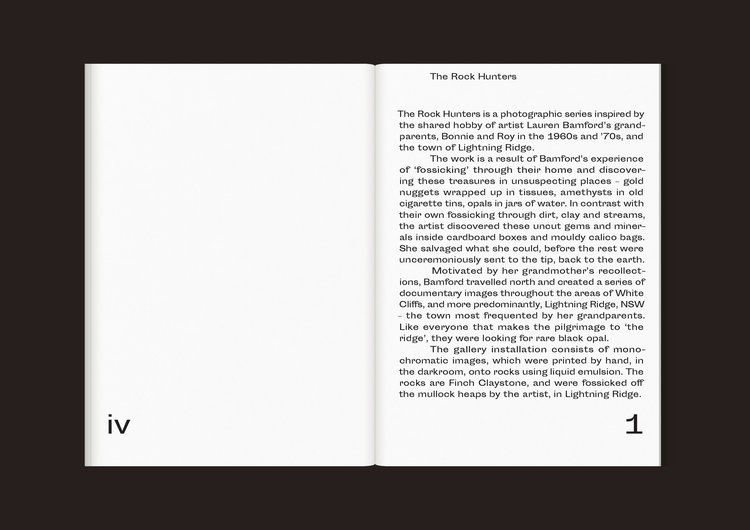 The Rock Hunters
The Rock Hunters is a photographic series inspired by
the shared hobby of artist Lauren Bamford's grand-
parents, Bonnie and Roy in the 1960s and '70s, and
the town of Lightning Ridge.
The work is a result of Bamford's experience
of 'fossicking' through their home and discover-
ing these treasures in unsuspecting places – gold
nuggets wrapped up in tissues, amethysts in old
cigarette tins, opals in jars of water. In contrast with
their own fossicking through dirt, clay and streams,
the artist discovered these uncut gems and miner-
als inside cardboard boxes and mouldy calico bags.
She salvaged what she could, before the rest were
unceremoniously sent to the tip, back to the earth.
Motivated by her grandmother's recollect-
ions, Bamford travelled north and created a series of
documentary images throughout the areas of White
Cliffs, and more predominantly, Lightning Ridge, NSW
– the town most frequented by her grandparents.
Like everyone that makes the pilgrimage to 'the
ridge', they were looking for rare black opal.
The gallery installation consists of mono-
chromatic images, which were printed by hand, in
the darkroom, onto rocks using liquid emulsion. The
rocks are Finch Claystone, and were fossicked off
the mullock heaps by the artist, in Lightning Ridge.
iv
1